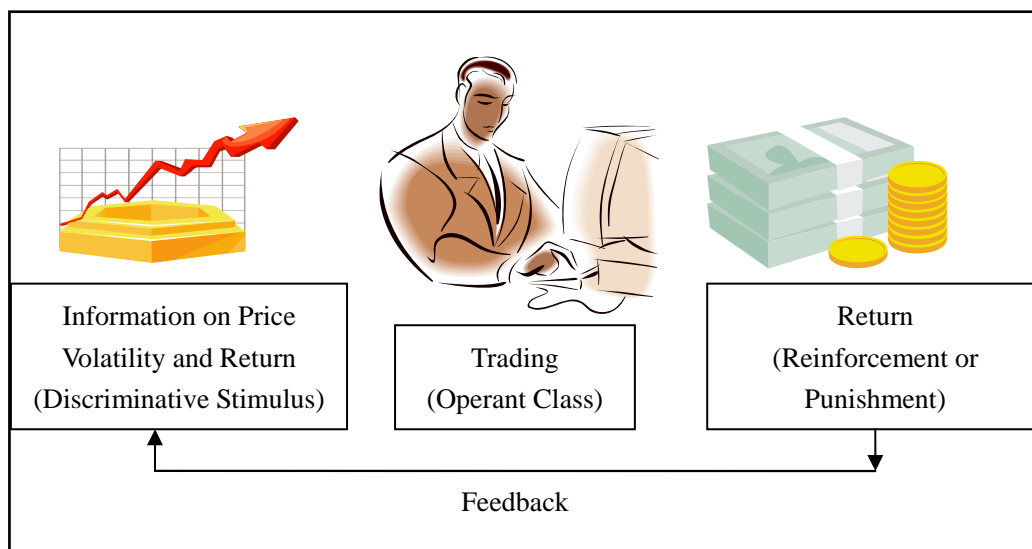 Information on Price
Volatility and Return
(Discriminative Stimulus)
Trading
(Operant Class)
Return
(Reinforcement or
Punishment)
Feedback